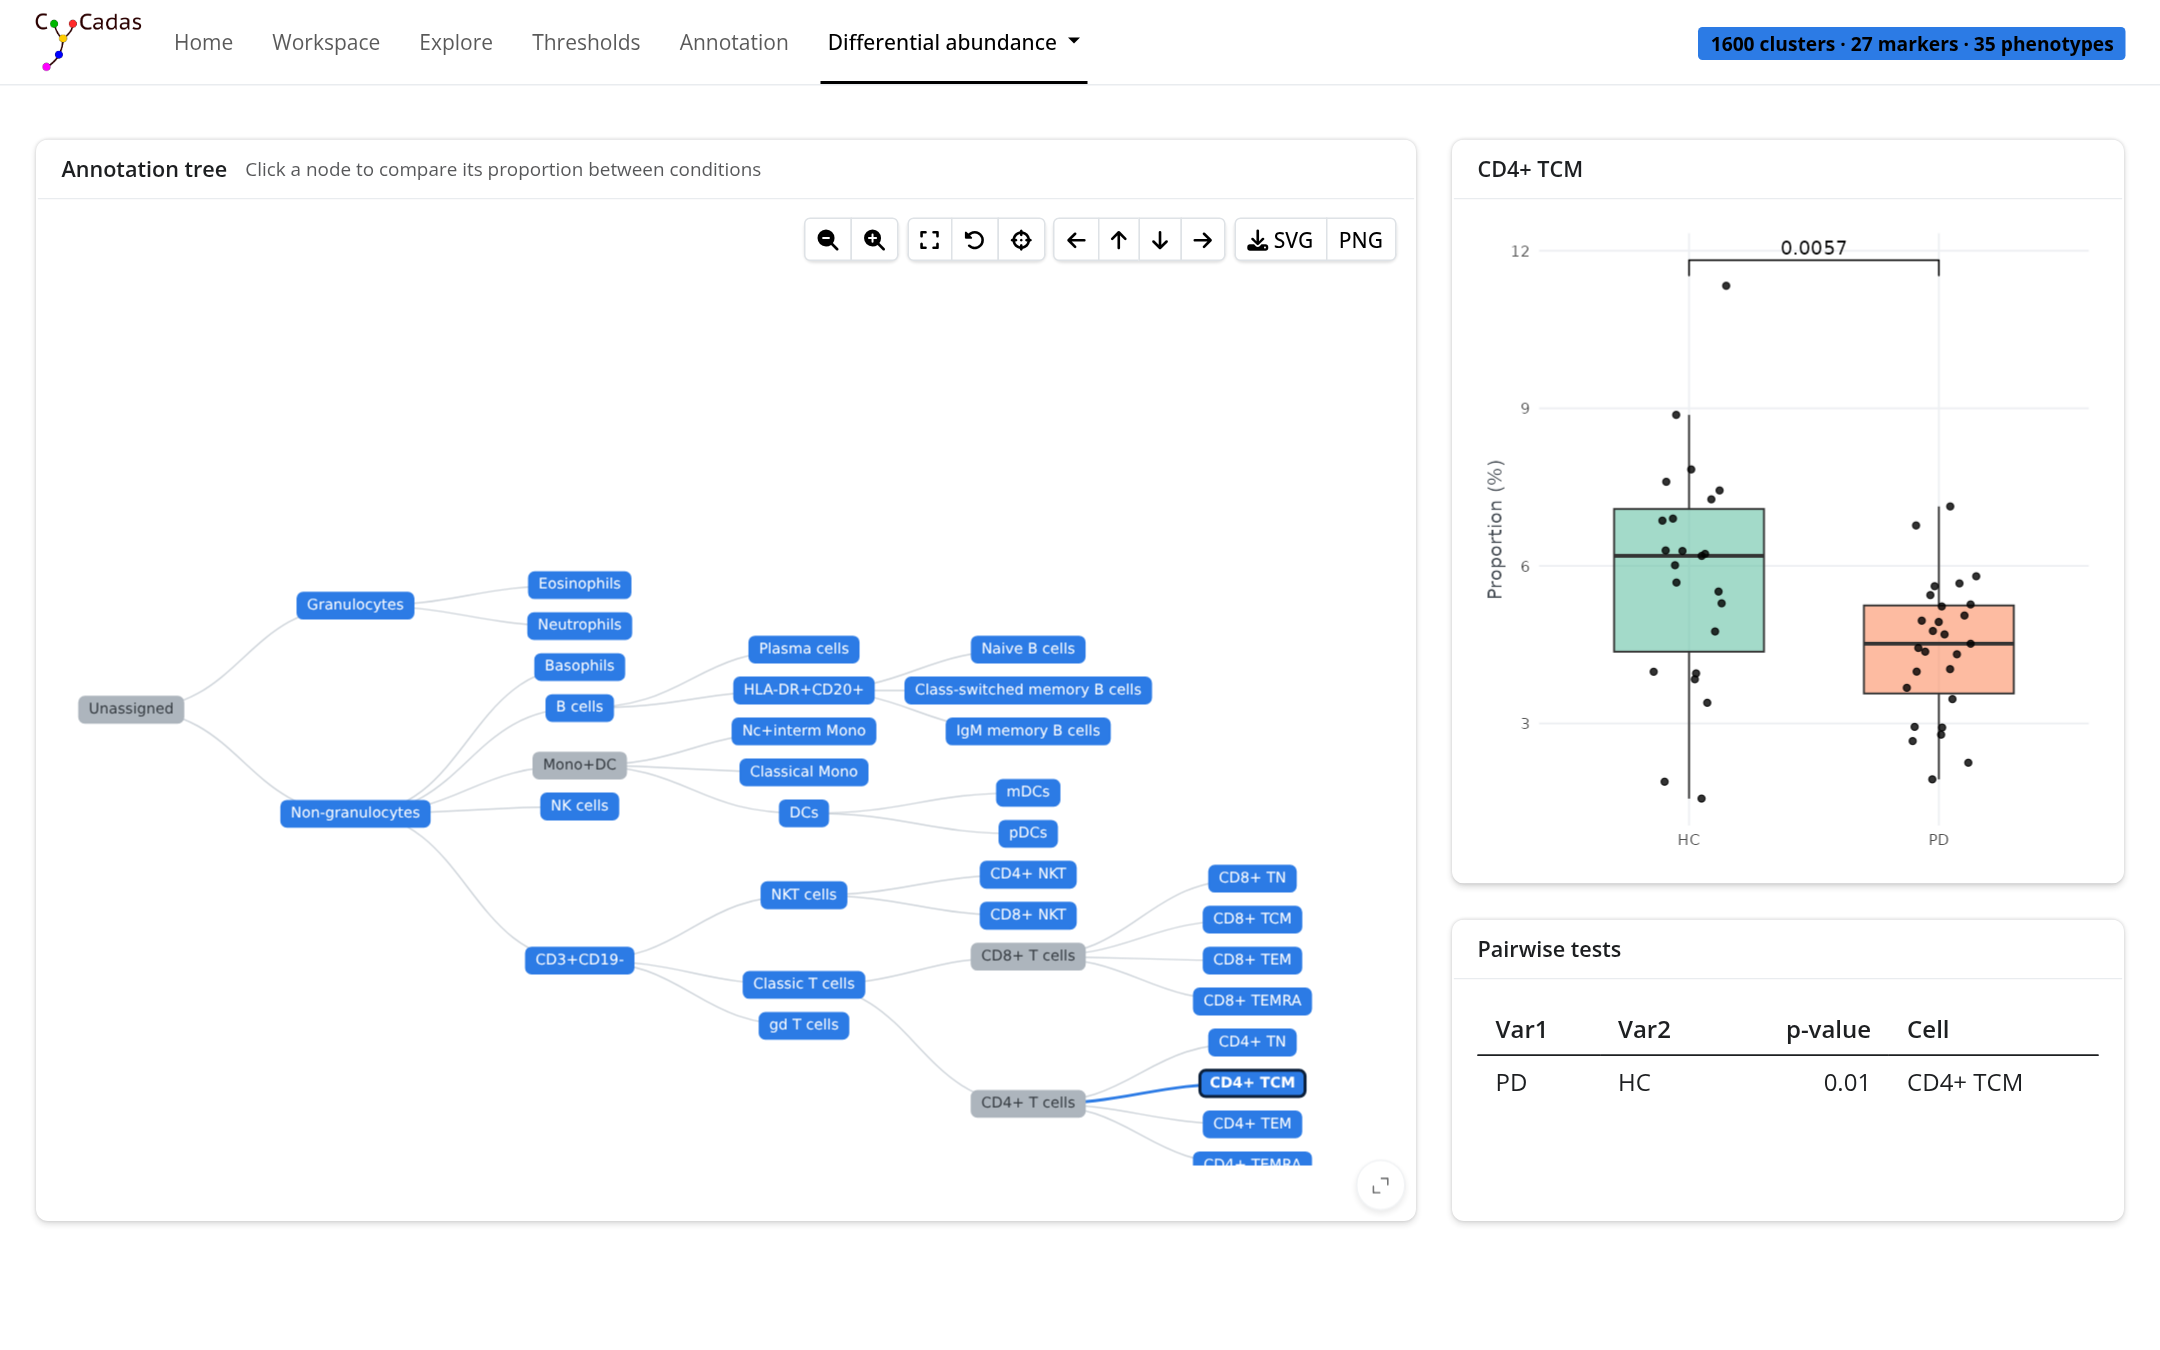 C Cadas
Home Workspace Explore Thresholds Annotation Differential abundance
1600 clusters · 27 markers · 35 phenotypes
Annotation tree Click a node to compare its proportion between conditions
SVG PNG
Unassigned
Granulocytes
Non-granulocytes
Eosinophils
Neutrophils
Basophils
B cells
Mono+DC
NK cells
CD3+CD19-
Plasma cells
HLA-DR+CD20+
Nc+interm Mono
Classical Mono
DCs
NKT cells
Classic T cells
gd T cells
Naive B cells
Class-switched memory B cells
IgM memory B cells
mDCs
pDCs
CD4+ NKT
CD8+ NKT
CD8+ T cells
CD4+ T cells
CD8+ TN
CD8+ TCM
CD8+ TEM
CD8+ TEMRA
CD4+ TN
CD4+ TCM
CD4+ TEM
CD4+ TEMRA
CD4+ TCM
0.0057
12
9
6
3
Proportion (%)
HC PD
Pairwise tests
Var1 Var2 p-value Cell
PD HC 0.01 CD4+ TCM